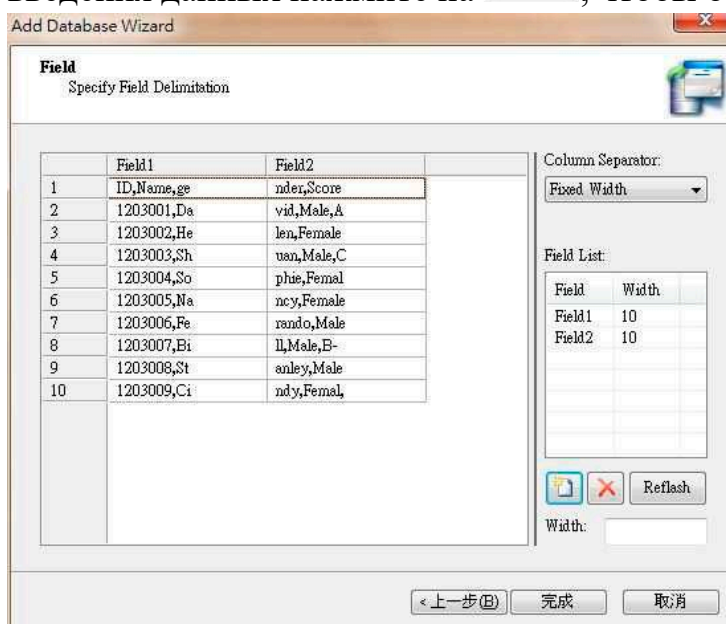 Add Database Wizard
Field
Specify Field Delimitation
Field1 Field2
1 ID,Name,ge nder,Score
2 1203001,Da vid,Male,A
3 1203002,He len,Female
4 1203003,Sh uan,Male,C
5 1203004,So phie,Femal
6 1203005,Na ncy,Female
7 1203006,Fe rando,Male
8 1203007,Bi ll,Male,B-
9 1203008,St anley,Male
10 1203009,Ci ndy,Femal,
Column Separator:
Fixed Width
Field List:
Field Width
Field1 10
Field2 10
Reflash
Width:
<上一步(B) 完成 取消